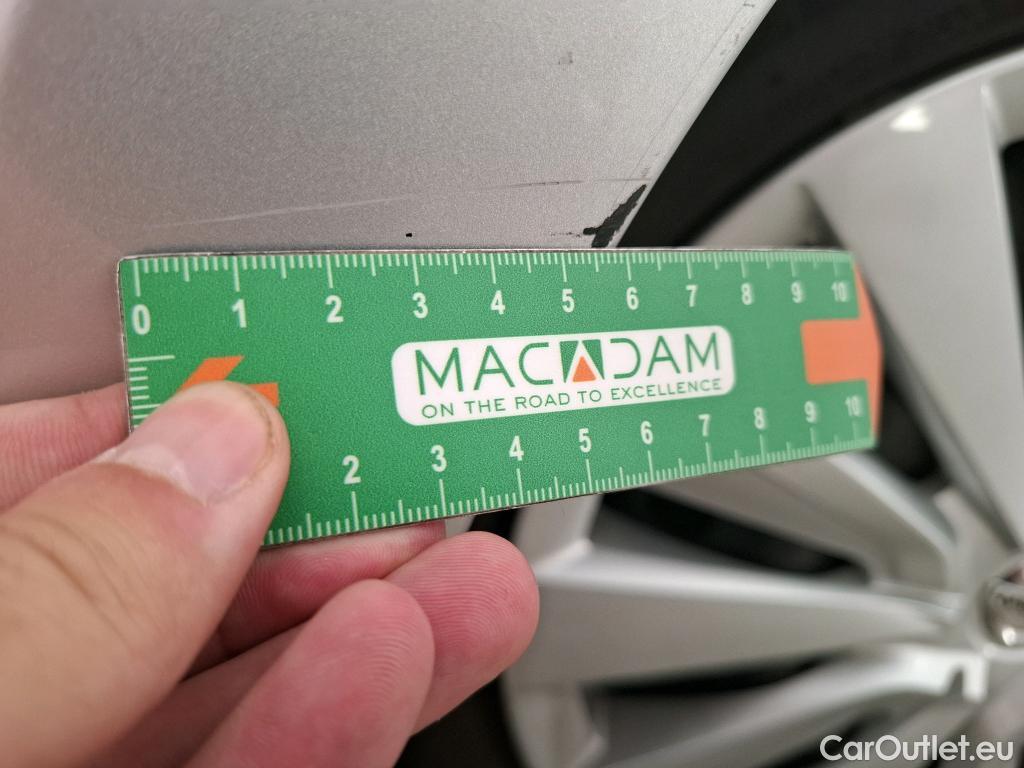 0 1 2 3 4 5 6 7 8 9 10
MACADAM
ON THE ROAD TO EXCELLENCE
2 3 4 5 6 7 8 9 10
CarOutlet.eu